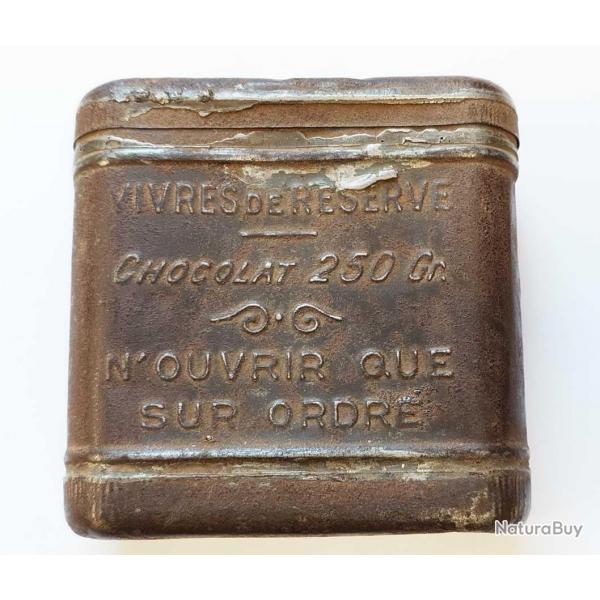 VIVRES DE RESERVE
CHOCOLAT 250 Gr
N'OUVRIR QUE
SUR ORDRE
NaturaBuy